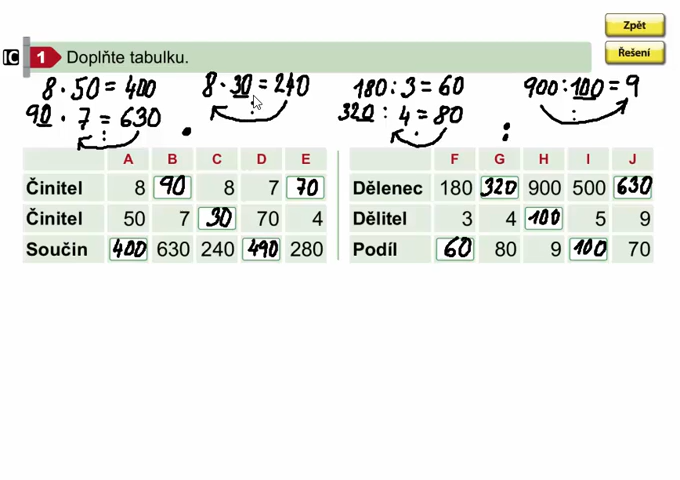 Zpět
Řešení
1 Doplňte tabulku.
8 · 50 = 400 8 · 30 = 240 180 : 3 = 60 900 : 100 = 9
90 · 7 = 630 320 : 4 = 80
: : · :
· :
A B C D E F G H I J
Činitel 8 90 8 7 70 Dělenec 180 320 900 500 630
Činitel 50 7 30 70 4 Dělitel 3 4 100 5 9
Součin 400 630 240 490 280 Podíl 60 80 9 100 70